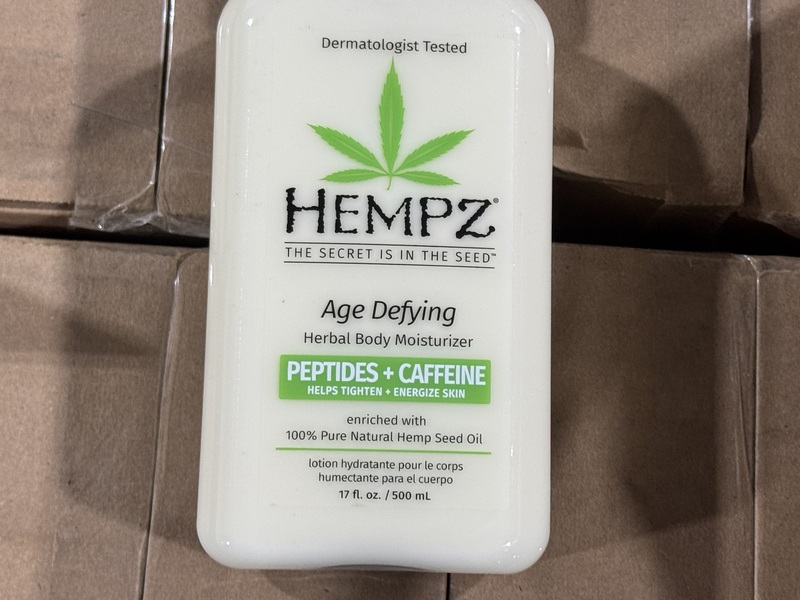 Dermatologist Tested
HEMPZ®
THE SECRET IS IN THE SEED™
Age Defying
Herbal Body Moisturizer
PEPTIDES + CAFFEINE
HELPS TIGHTEN + ENERGIZE SKIN
enriched with
100% Pure Natural Hemp Seed Oil
lotion hydratante pour le corps
humectante para el cuerpo
17 fl. oz. / 500 mL